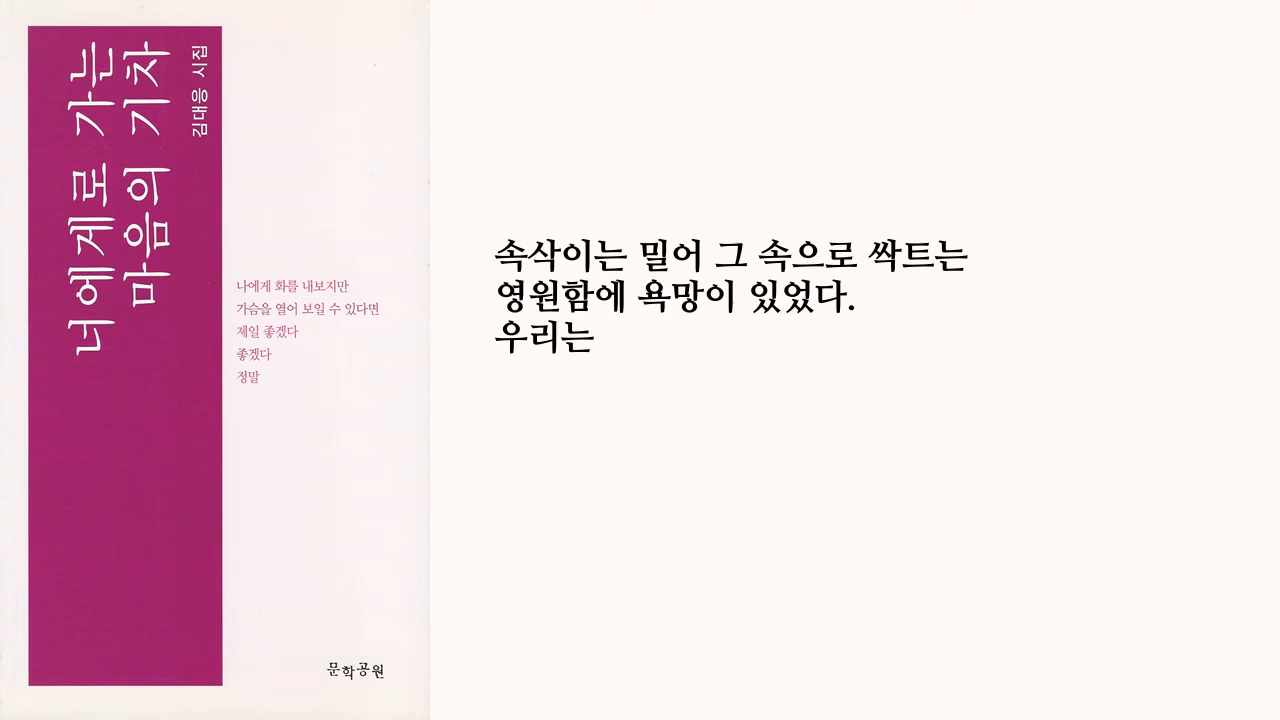 너에게로 가는
마음의 기차
김대응 시집
나에게 화를 내보지만
가슴을 열어 보일 수 있다면
제일 좋겠다
좋겠다
정말
문학공원
속삭이는 밀어 그 속으로 싹트는
영원함에 욕망이 있었다.
우리는